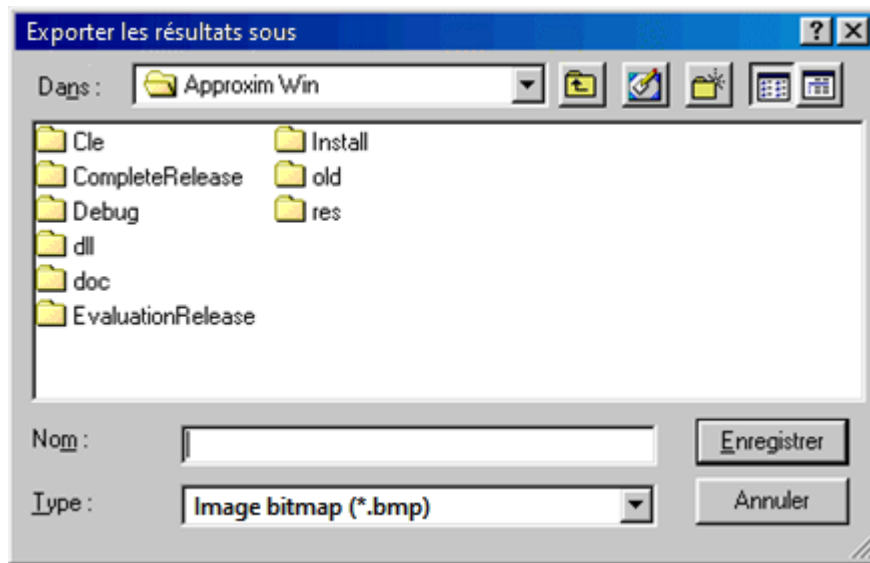 Exporter les résultats sous
Dans : Approxim Win
Cle Install
CompleteRelease old
Debug res
dll
doc
EvaluationRelease
Nom : Enregistrer
Type : Image bitmap (*.bmp) Annuler